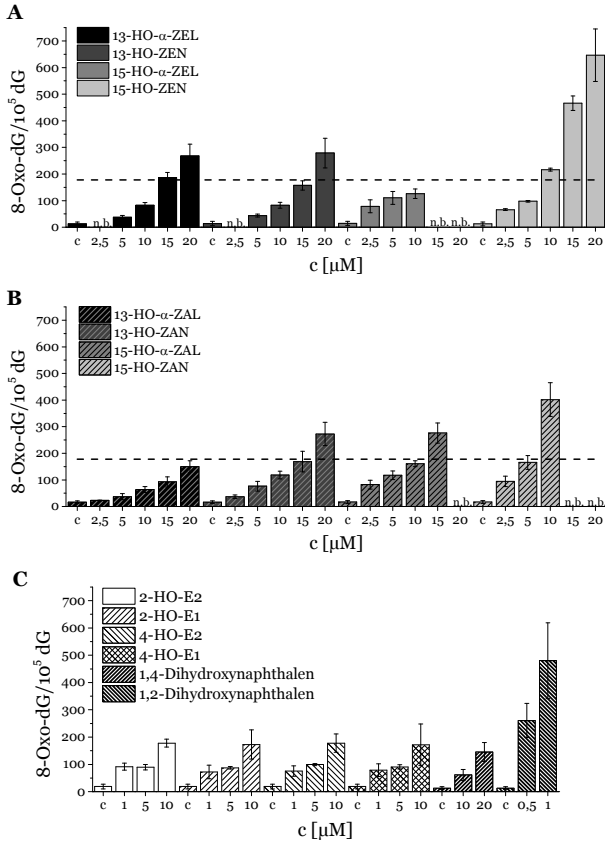 A
8-Oxo-dG/10⁵ dG
700
600
500
400
300
200
100
0
13-HO-α-ZEL
13-HO-ZEN
15-HO-α-ZEL
15-HO-ZEN
n.b. n.b. n.b. n.b.
c 2,5 5 10 15 20 c 2,5 5 10 15 20 c 2,5 5 10 15 20 c 2,5 5 10 15 20
c [µM]
B
8-Oxo-dG/10⁵ dG
700
600
500
400
300
200
100
0
13-HO-α-ZAL
13-HO-ZAN
15-HO-α-ZAL
15-HO-ZAN
n.b. n.b. n.b.
c 2,5 5 10 15 20 c 2,5 5 10 15 20 c 2,5 5 10 15 20 c 2,5 5 10 15 20
c [µM]
C
8-Oxo-dG/10⁵ dG
700
600
500
400
300
200
100
0
2-HO-E2
2-HO-E1
4-HO-E2
4-HO-E1
1,4-Dihydroxynaphthalen
1,2-Dihydroxynaphthalen
c 1 5 10 c 1 5 10 c 1 5 10 c 1 5 10 c 10 20 c 0,5 1
c [µM]